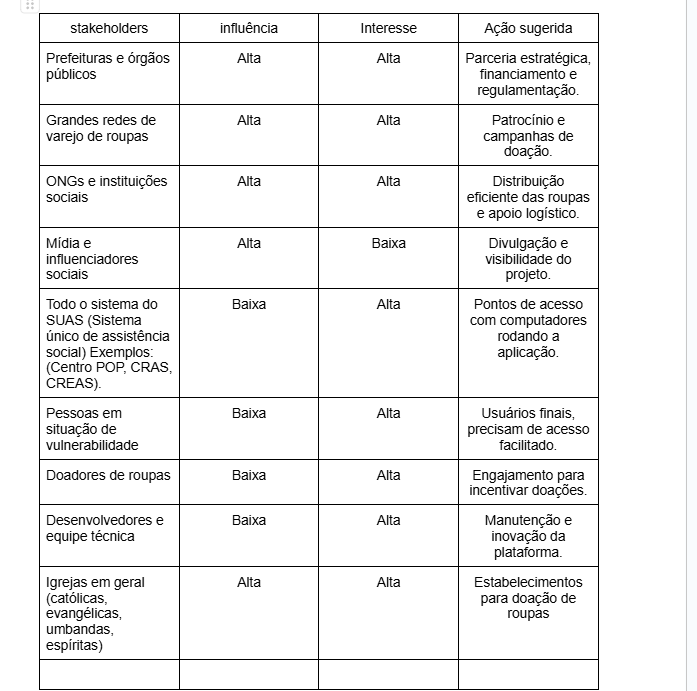 stakeholders influência Interesse Ação sugerida
Prefeituras e órgãos
públicos
Alta
Alta
Parceria estratégica,
financiamento e
regulamentação.
Grandes redes de
varejo de roupas
Alta
Alta
Patrocínio e
campanhas de
doação.
ONGs e instituições
sociais
Alta
Alta
Distribuição
eficiente das roupas
e apoio logístico.
Mídia e
influenciadores
sociais
Alta
Baixa
Divulgação e
visibilidade do
projeto.
Todo o sistema do
SUAS (Sistema
único de assistência
social) Exemplos:
(Centro POP, CRAS,
CREAS).
Baixa
Alta
Pontos de acesso
com computadores
rodando a
aplicação.
Pessoas em
situação de
vulnerabilidade
Baixa
Alta
Usuários finais,
precisam de acesso
facilitado.
Doadores de roupas
Baixa
Alta
Engajamento para
incentivar doações.
Desenvolvedores e
equipe técnica
Baixa
Alta
Manutenção e
inovação da
plataforma.
Igrejas em geral
(católicas,
evangélicas,
umbandas,
espíritas)
Alta
Alta
Estabelecimentos
para doação de
roupas